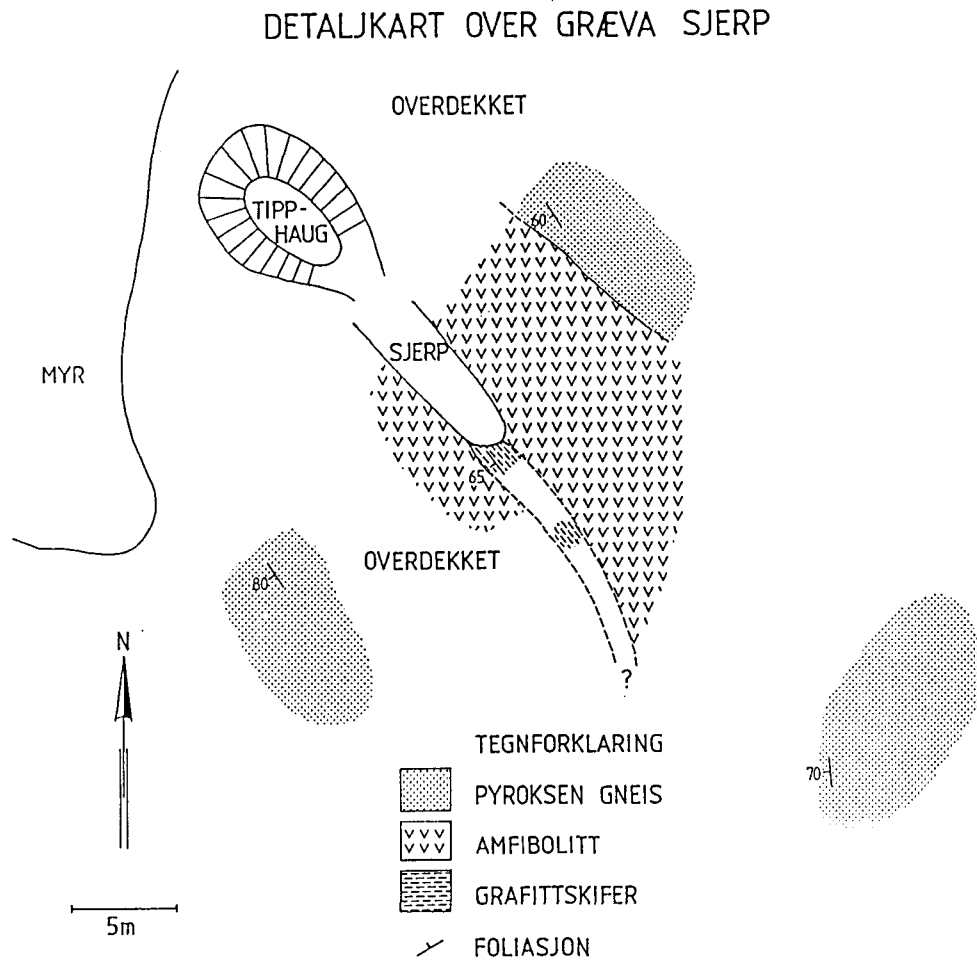 DETALJKART OVER GRÆVA SJERP
OVERDEKKET
TIPP-
HAUG
60
SJERP
MYR
65
OVERDEKKET
80
N
?
70
TEGNFORKLARING
PYROKSEN GNEIS
AMFIBOLITT
GRAFITTSKIFER
FOLIASJON
5m